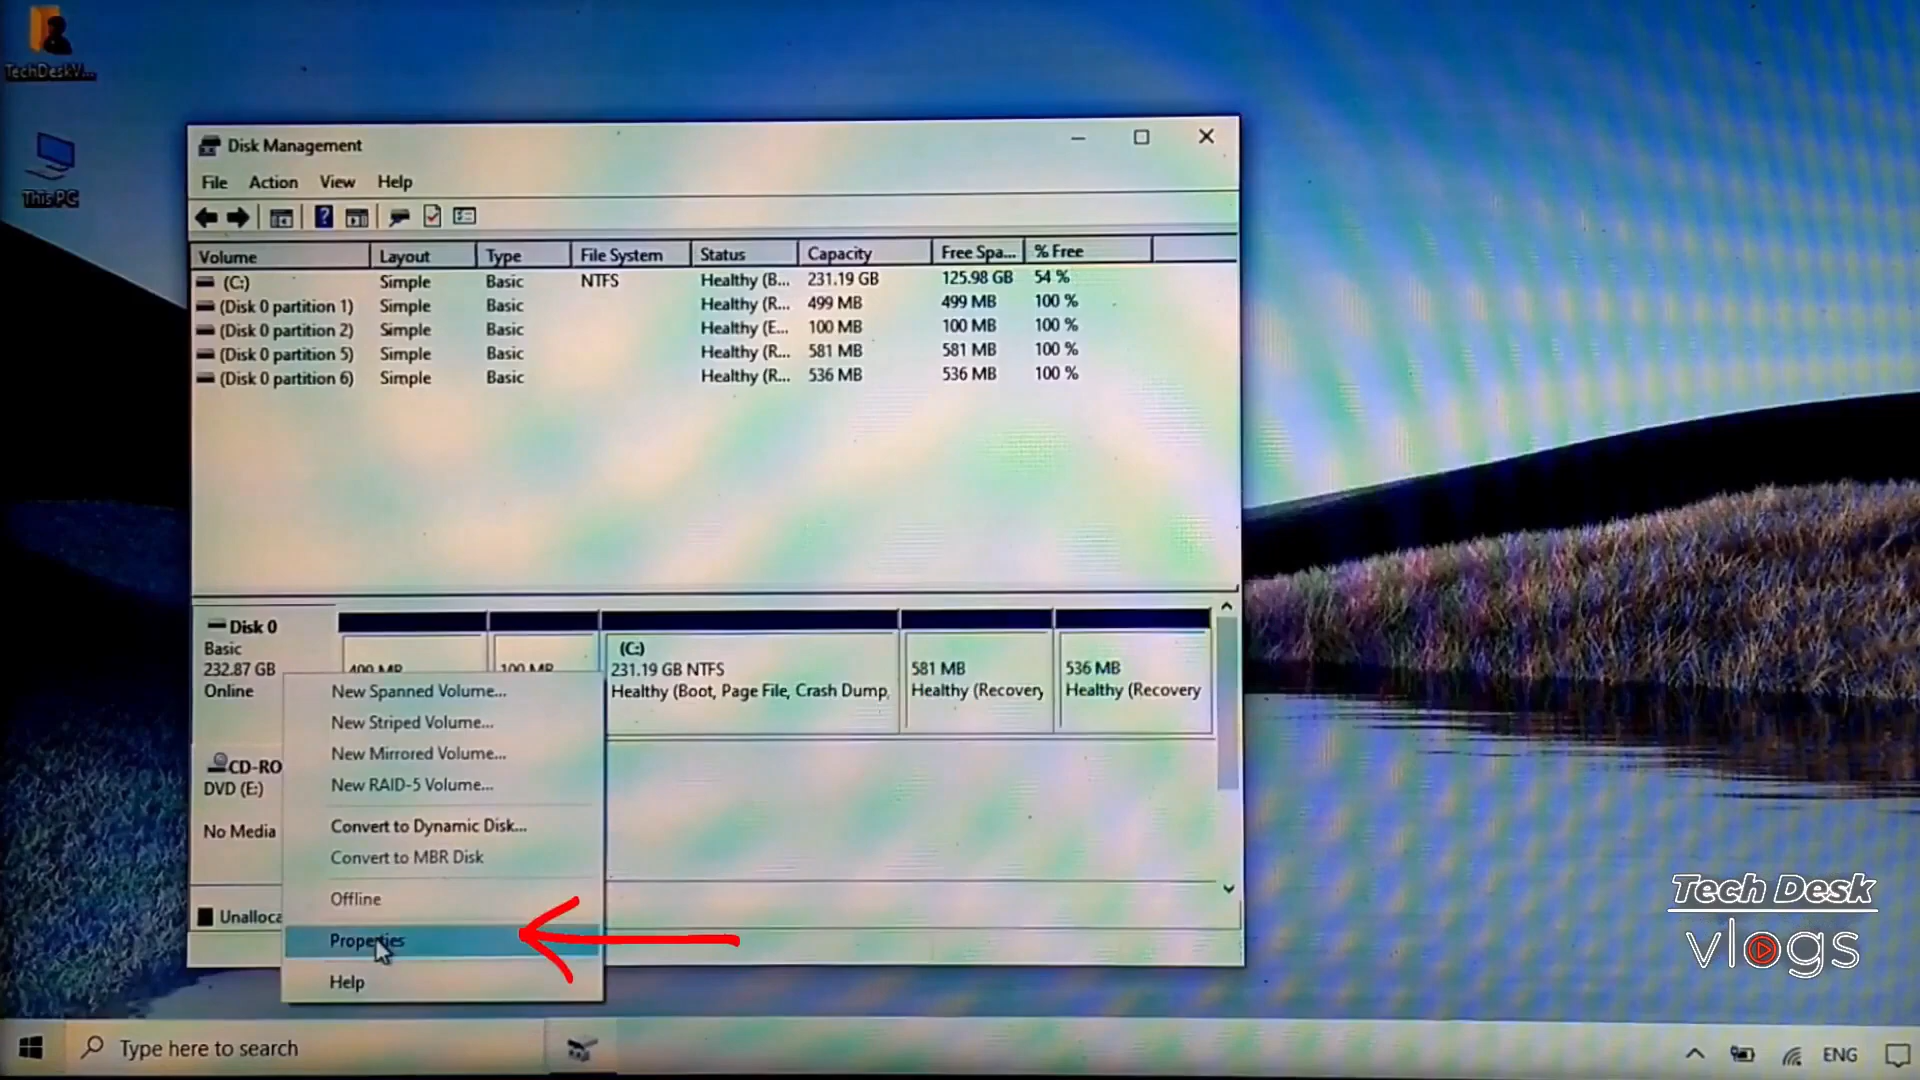 TechDeskV...
This PC
Disk Management
File Action View Help
Volume Layout Type File System Status Capacity Free Spa... % Free
(C:) Simple Basic NTFS Healthy (B... 231.19 GB 125.98 GB 54 %
(Disk 0 partition 1) Simple Basic Healthy (R... 499 MB 499 MB 100 %
(Disk 0 partition 2) Simple Basic Healthy (E... 100 MB 100 MB 100 %
(Disk 0 partition 5) Simple Basic Healthy (R... 581 MB 581 MB 100 %
(Disk 0 partition 6) Simple Basic Healthy (R... 536 MB 536 MB 100 %
Disk 0
Basic
232.87 GB
Online
499 MB
100 MB
(C:)
231.19 GB NTFS
Healthy (Boot, Page File, Crash Dump,
581 MB
Healthy (Recovery
536 MB
Healthy (Recovery
CD-RO
DVD (E:)
No Media
Unalloca
New Spanned Volume...
New Striped Volume...
New Mirrored Volume...
New RAID-5 Volume...
Convert to Dynamic Disk...
Convert to MBR Disk
Offline
Properties
Help
Tech Desk
vlogs
Type here to search
ENG